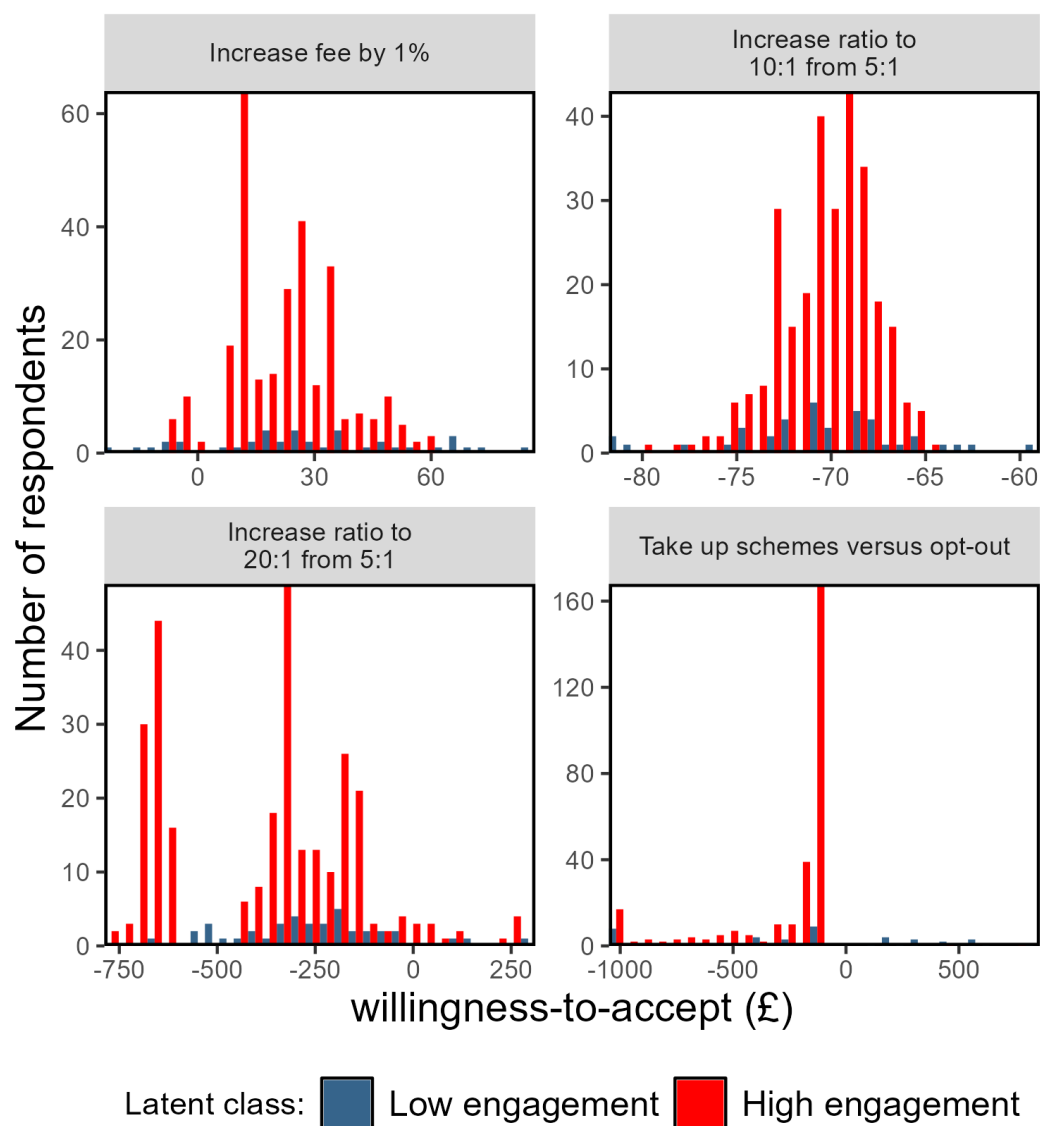 Increase fee by 1%
Increase ratio to
10:1 from 5:1
60
40
20
0
0 30 60
40
30
20
10
0
-80 -75 -70 -65 -60
Number of respondents
Increase ratio to
20:1 from 5:1
Take up schemes versus opt-out
40
30
20
10
0
-750 -500 -250 0 250
160
120
80
40
0
-1000 -500 0 500
willingness-to-accept (£)
Latent class: Low engagement High engagement